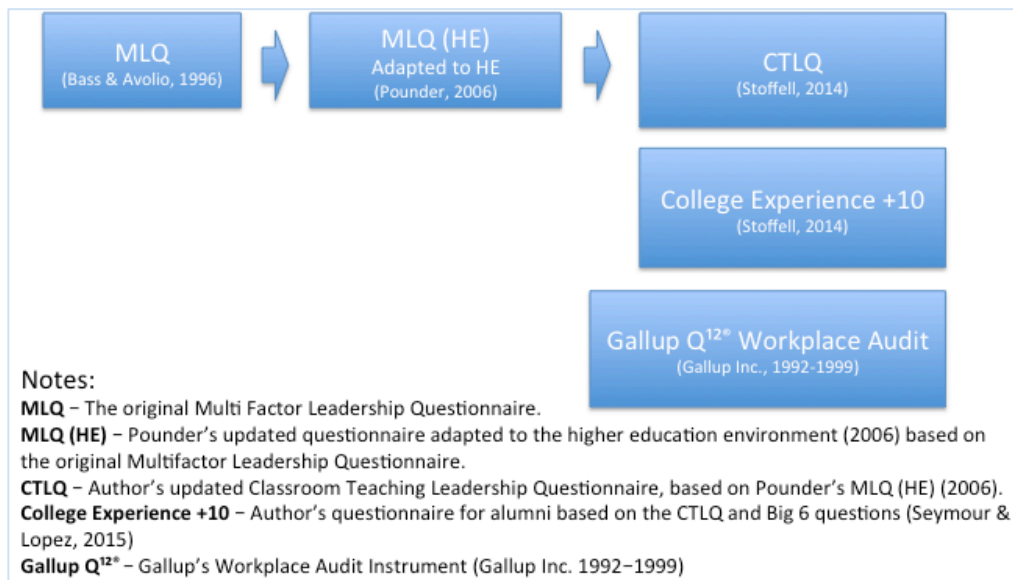 MLQ
(Bass & Avolio, 1996)
MLQ (HE)
Adapted to HE
(Pounder, 2006)
CTLQ
(Stoffell, 2014)
College Experience +10
(Stoffell, 2014)
Gallup Q¹²® Workplace Audit
(Gallup Inc., 1992-1999)
Notes:
MLQ – The original Multi Factor Leadership Questionnaire.
MLQ (HE) – Pounder's updated questionnaire adapted to the higher education environment (2006) based on
the original Multifactor Leadership Questionnaire.
CTLQ – Author's updated Classroom Teaching Leadership Questionnaire, based on Pounder's MLQ (HE) (2006).
College Experience +10 – Author's questionnaire for alumni based on the CTLQ and Big 6 questions (Seymour &
Lopez, 2015)
Gallup Q¹²® – Gallup's Workplace Audit Instrument (Gallup Inc. 1992–1999)